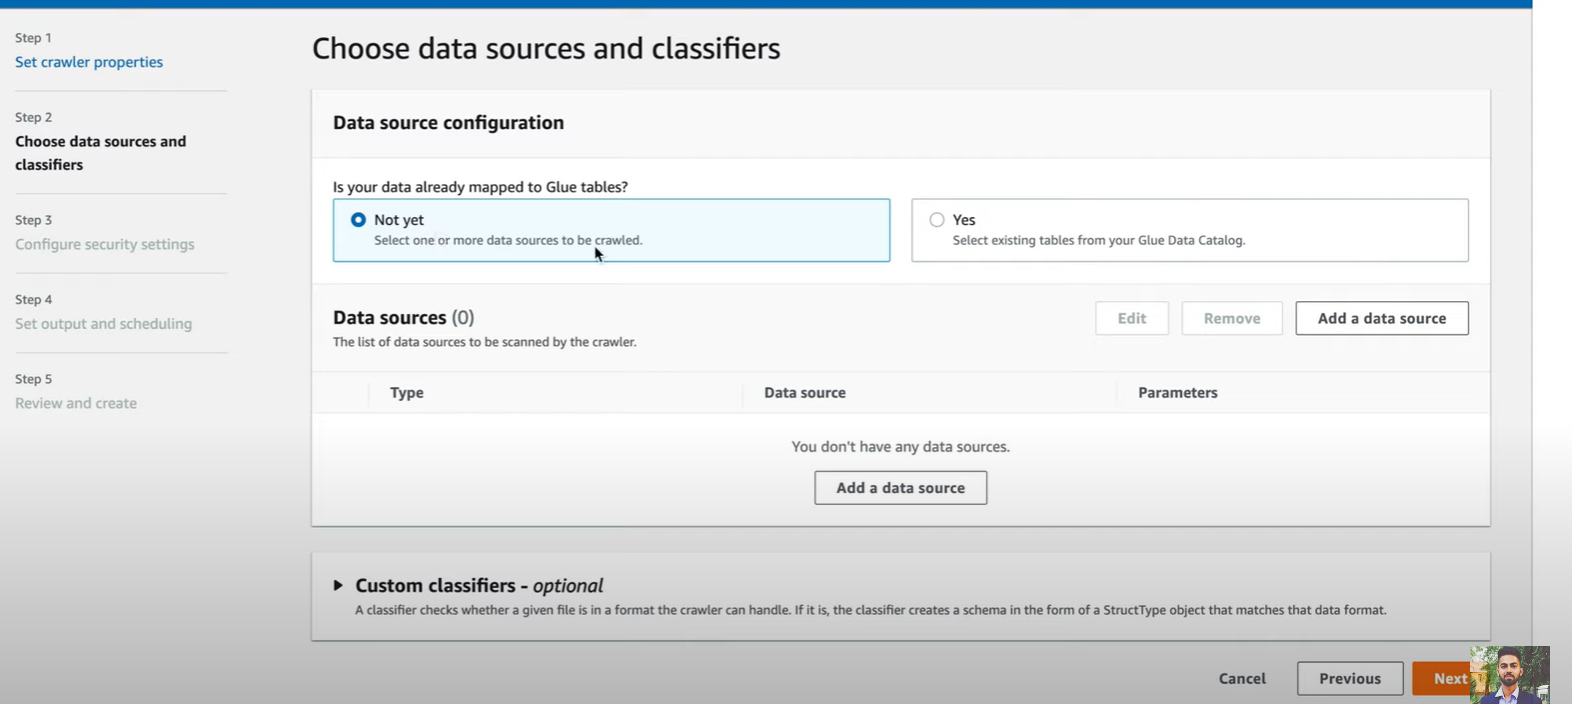 Step 1
Set crawler properties
Step 2
Choose data sources and
classifiers
Step 3
Configure security settings
Step 4
Set output and scheduling
Step 5
Review and create
Choose data sources and classifiers
Data source configuration
Is your data already mapped to Glue tables?
Not yet
Select one or more data sources to be crawled.
Yes
Select existing tables from your Glue Data Catalog.
Data sources (0)
The list of data sources to be scanned by the crawler.
Edit
Remove
Add a data source
Type
Data source
Parameters
You don't have any data sources.
Add a data source
Custom classifiers - optional
A classifier checks whether a given file is in a format the crawler can handle. If it is, the classifier creates a schema in the form of a StructType object that matches that data format.
Cancel
Previous
Next